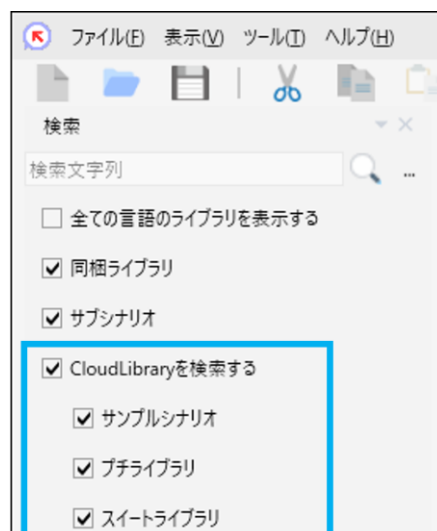 ファイル(F) 表示(V) ツール(T) ヘルプ(H)
検索
検索文字列
...
全ての言語のライブラリを表示する
同梱ライブラリ
サブシナリオ
CloudLibraryを検索する
サンプルシナリオ
プチライブラリ
スイートライブラリ